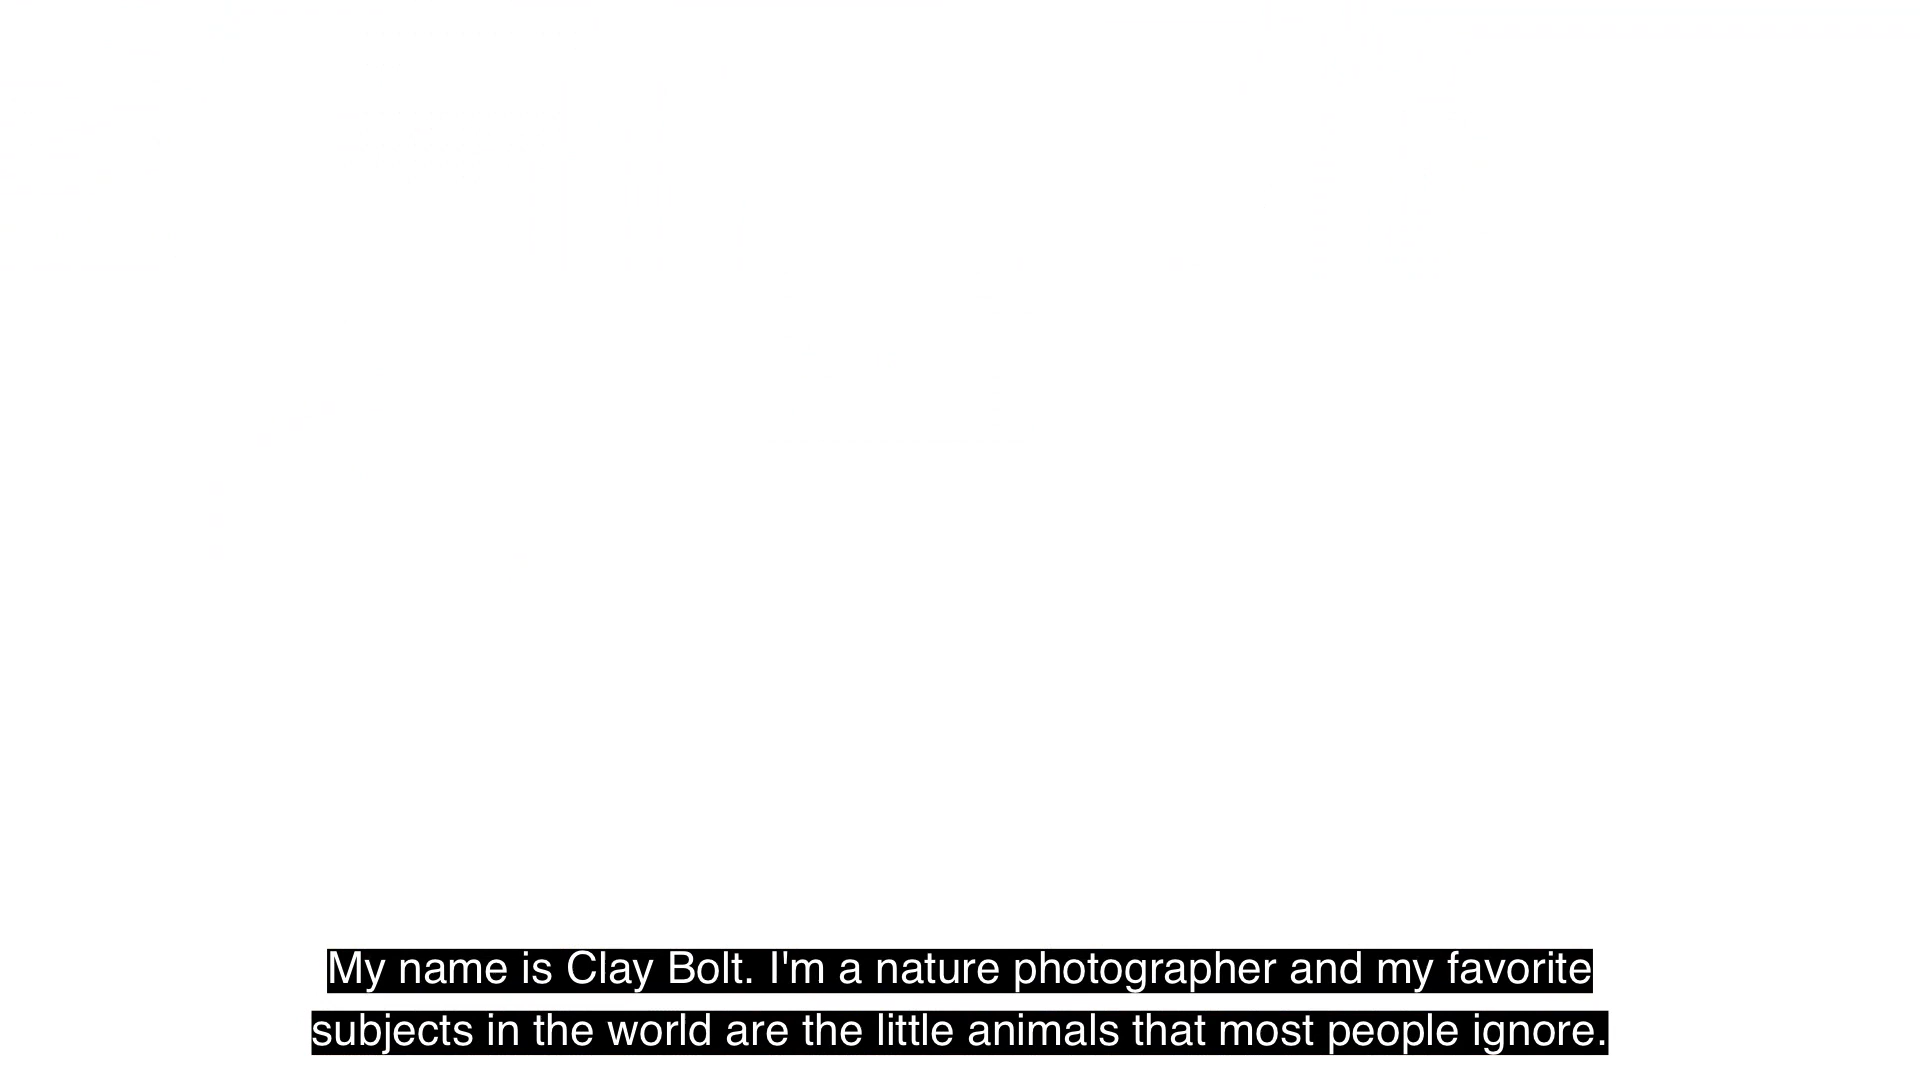 My name is Clay Bolt. I'm a nature photographer and my favorite
subjects in the world are the little animals that most people ignore.